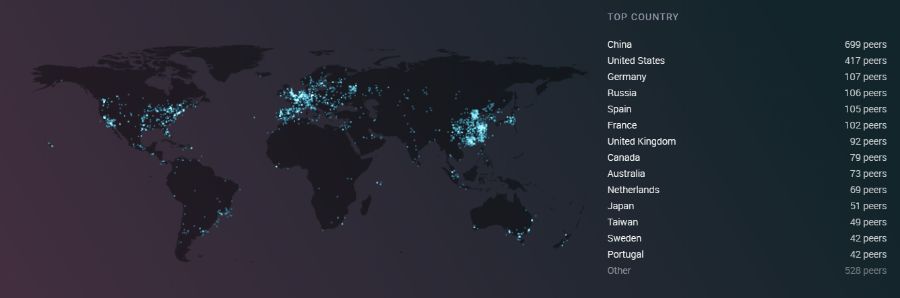 TOP COUNTRY
China 699 peers
United States 417 peers
Germany 107 peers
Russia 106 peers
Spain 105 peers
France 102 peers
United Kingdom 92 peers
Canada 79 peers
Australia 73 peers
Netherlands 69 peers
Japan 51 peers
Taiwan 49 peers
Sweden 42 peers
Portugal 42 peers
Other 528 peers